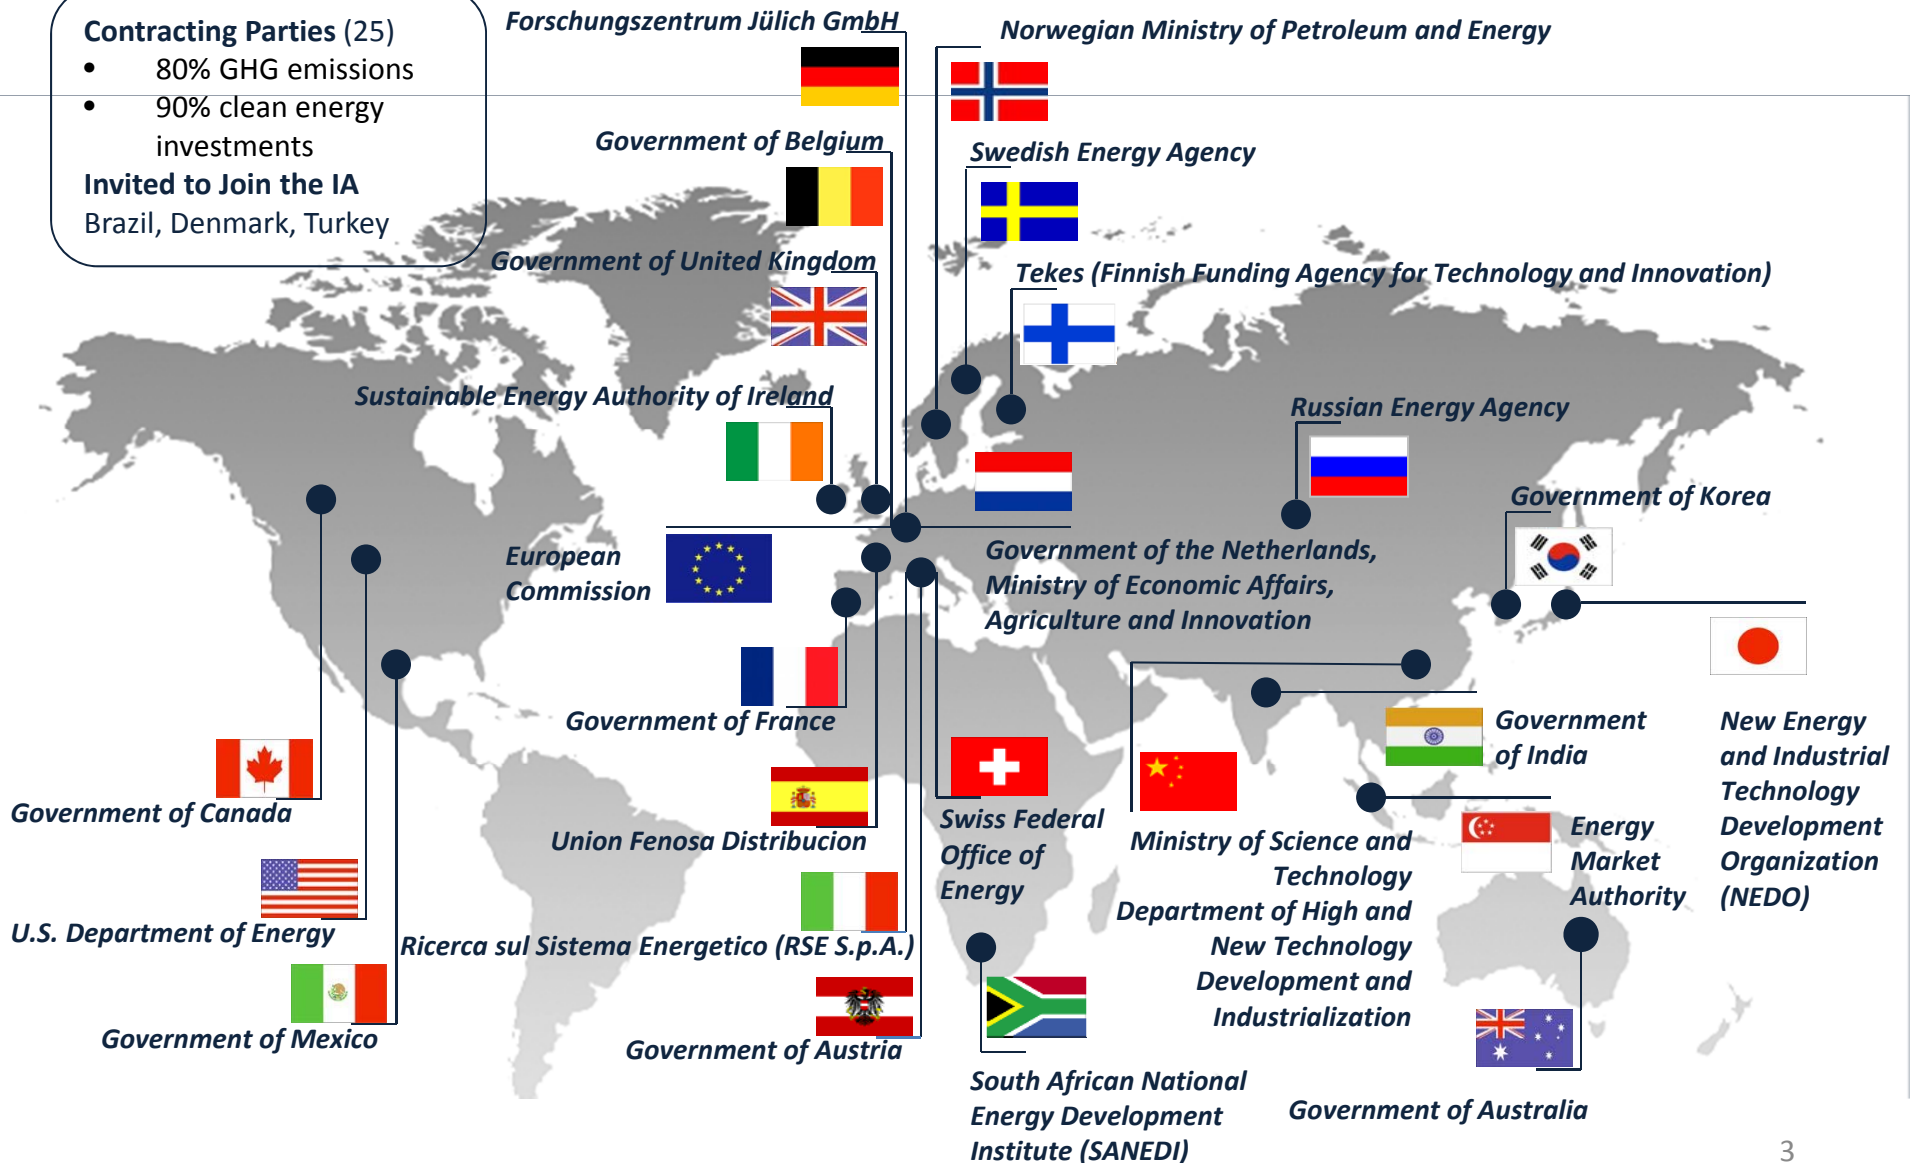 Contracting Parties (25)
• 80% GHG emissions
• 90% clean energy
investments
Invited to Join the IA
Brazil, Denmark, Turkey
Forschungszentrum Jülich GmbH
Norwegian Ministry of Petroleum and Energy
Government of Belgium
Swedish Energy Agency
Government of United Kingdom
Tekes (Finnish Funding Agency for Technology and Innovation)
Sustainable Energy Authority of Ireland
Russian Energy Agency
Government of Korea
European
Commission
Government of the Netherlands,
Ministry of Economic Affairs,
Agriculture and Innovation
Government of France
Government
of India
New Energy
and Industrial
Technology
Development
Organization
(NEDO)
Government of Canada
Union Fenosa Distribucion
Swiss Federal
Office of
Energy
Ministry of Science and
Technology
Department of High and
New Technology
Development and
Industrialization
Energy
Market
Authority
U.S. Department of Energy
Ricerca sul Sistema Energetico (RSE S.p.A.)
Government of Mexico
Government of Austria
South African National
Energy Development
Institute (SANEDI)
Government of Australia
3